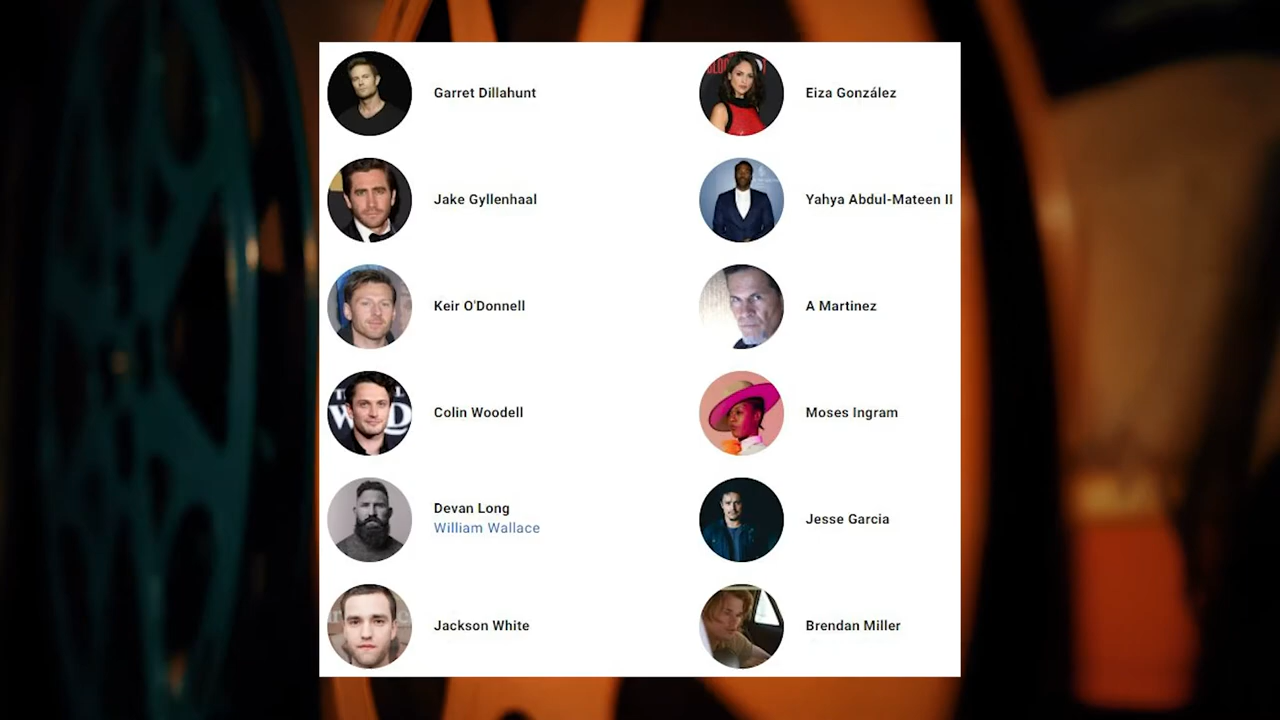 Garret Dillahunt
Eiza González
Jake Gyllenhaal
Yahya Abdul-Mateen II
Keir O'Donnell
A Martinez
Colin Woodell
Moses Ingram
Devan Long
William Wallace
Jesse Garcia
Jackson White
Brendan Miller